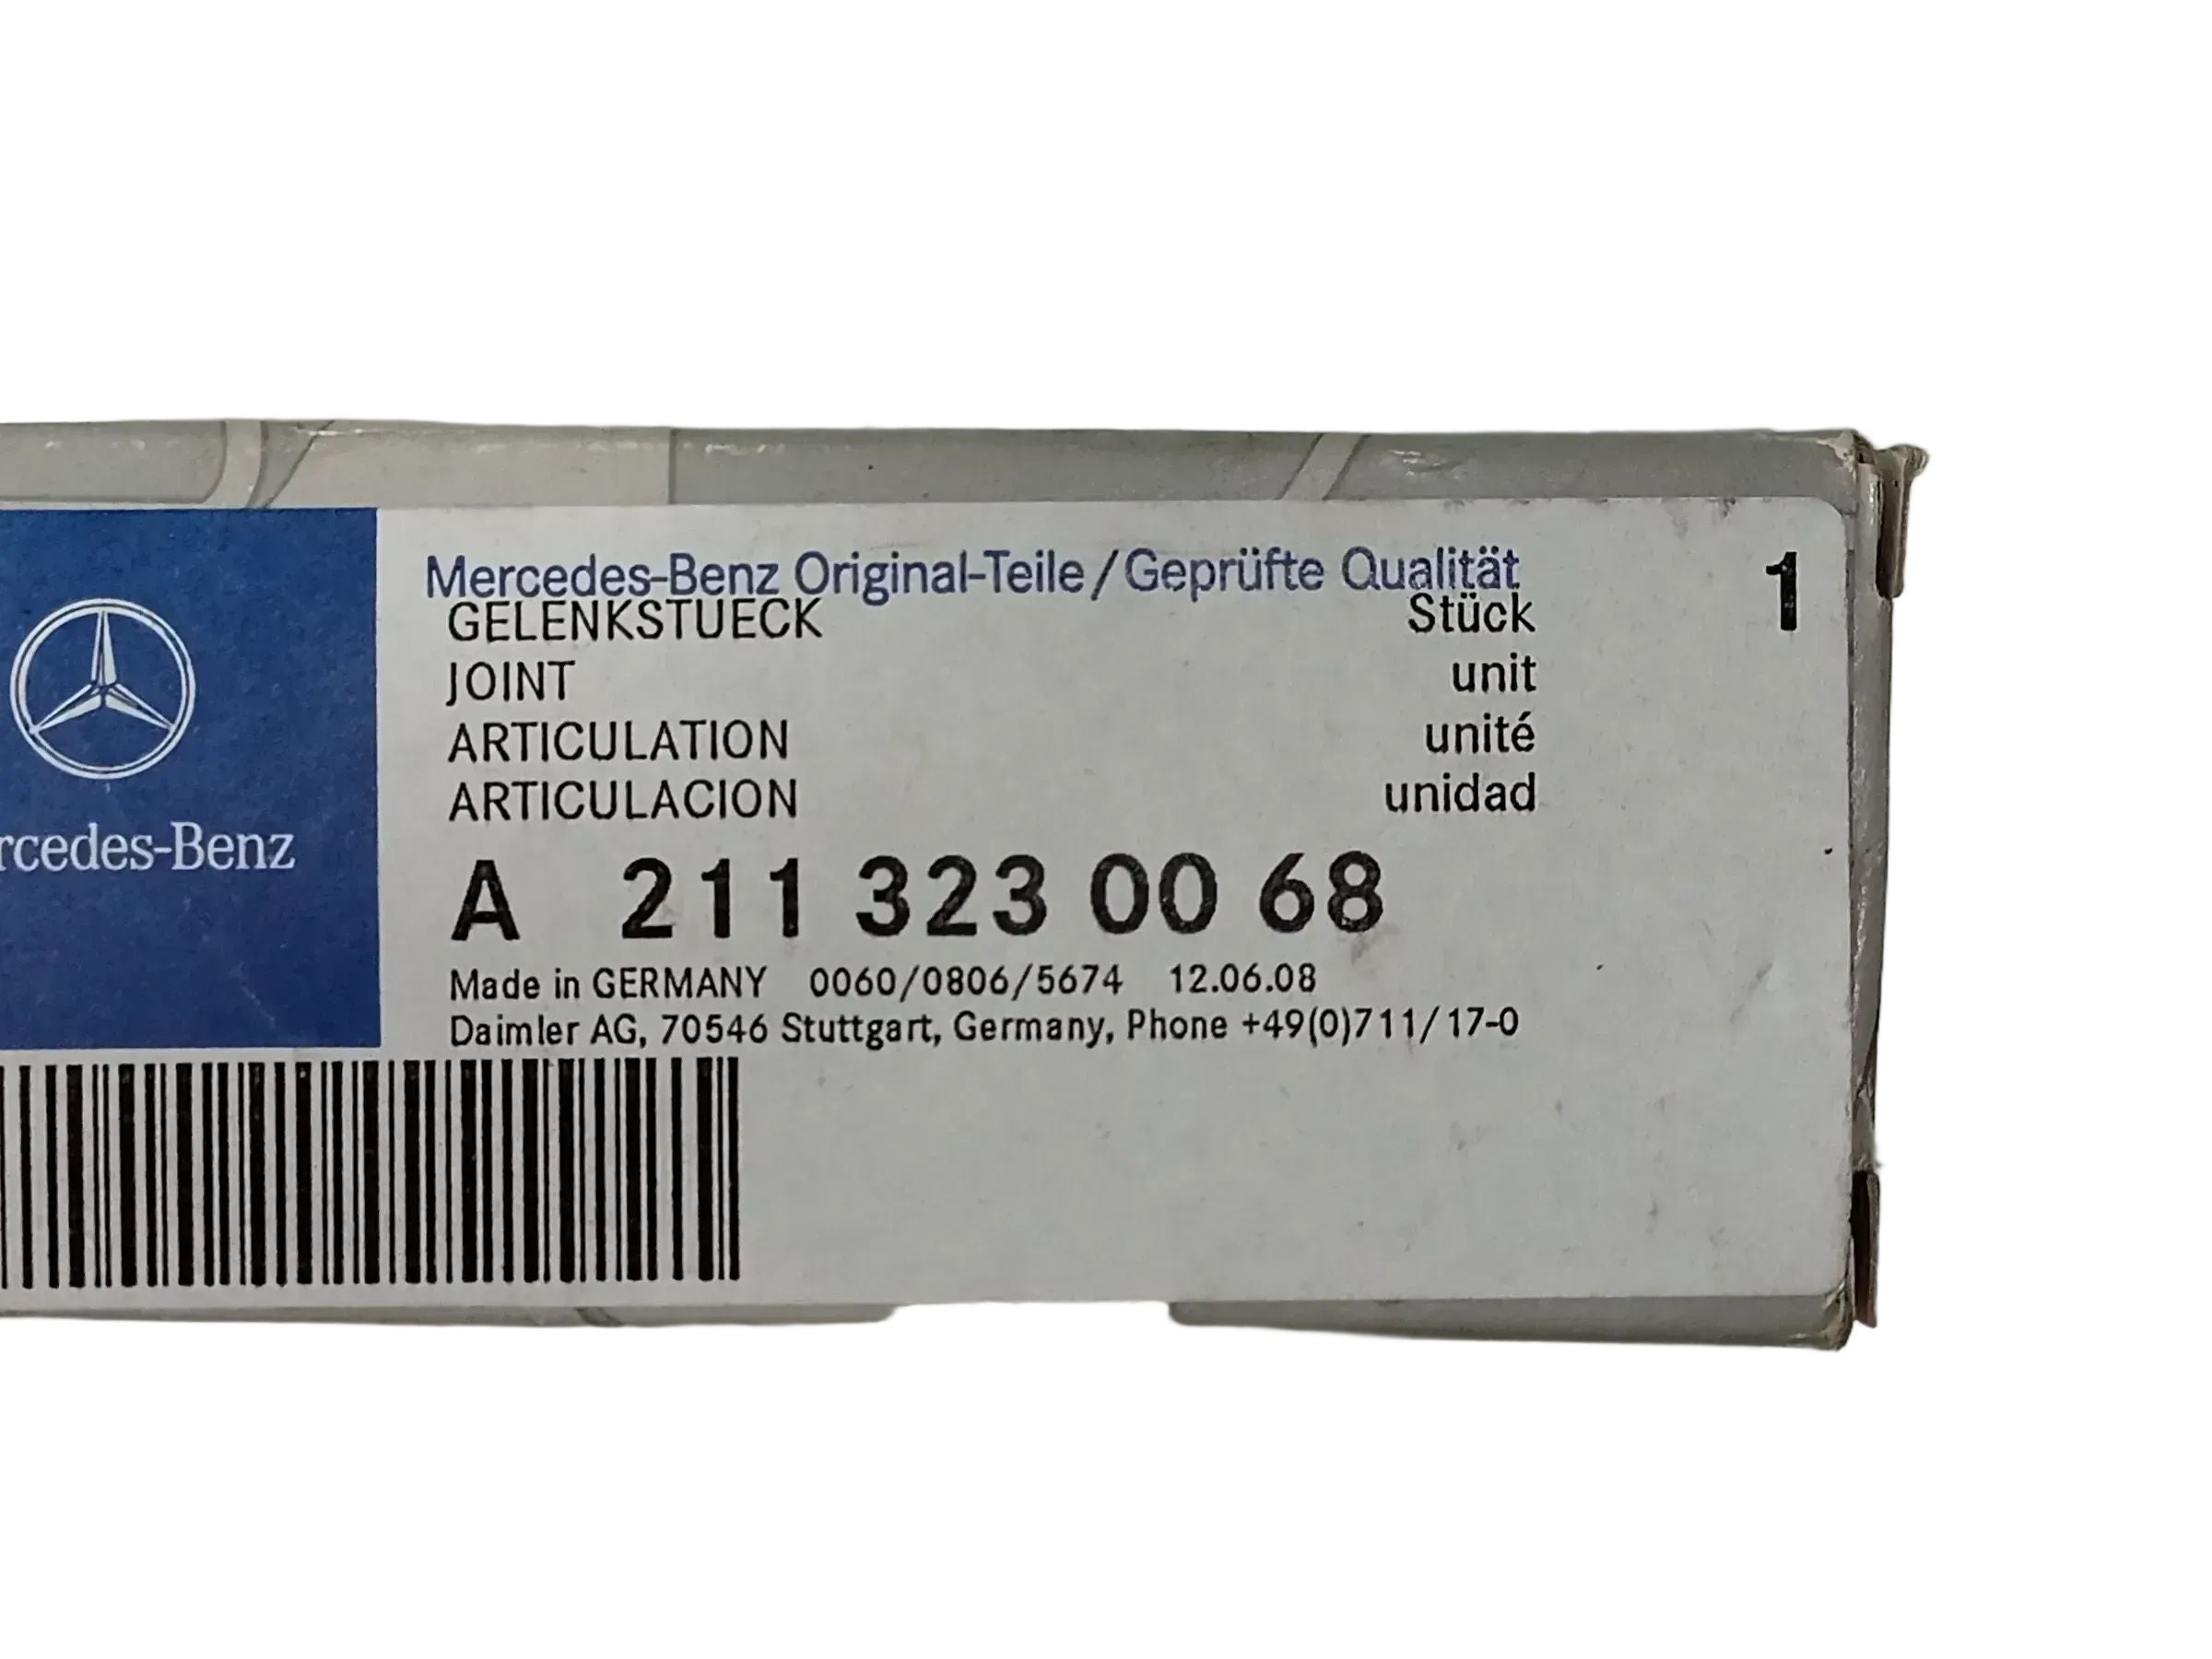 Mercedes-Benz Original-Teile/Geprüfte Qualität
GELENKSTUECK Stück 1
JOINT unit
ARTICULATION unité
ARTICULACION unidad
rcedes-Benz
A 211 323 00 68
Made in GERMANY 0060/0806/5674 12.06.08
Daimler AG, 70546 Stuttgart, Germany, Phone +49(0)711/17-0